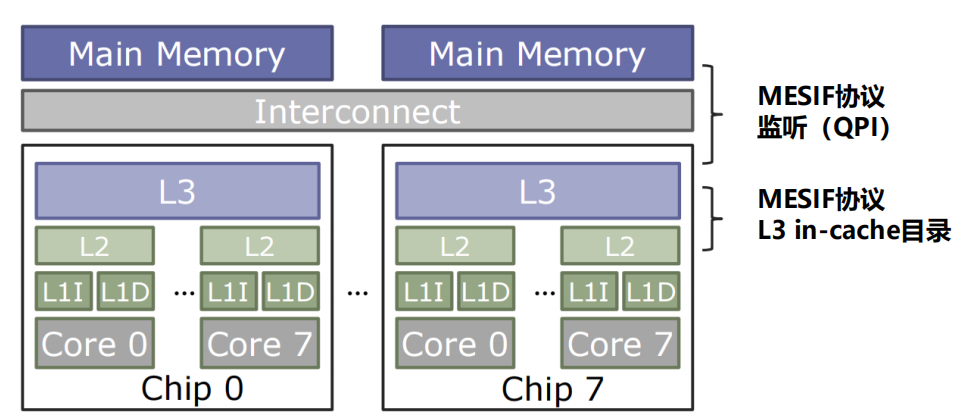 Main Memory Main Memory
Interconnect
MESIF协议
监听（QPI）
L3 L3
MESIF协议
L3 in-cache目录
L2 L2 L2 L2
L1I L1D ... L1I L1D ... L1I L1D ... L1I L1D
Core 0 Core 7 Core 0 Core 7
Chip 0 Chip 7